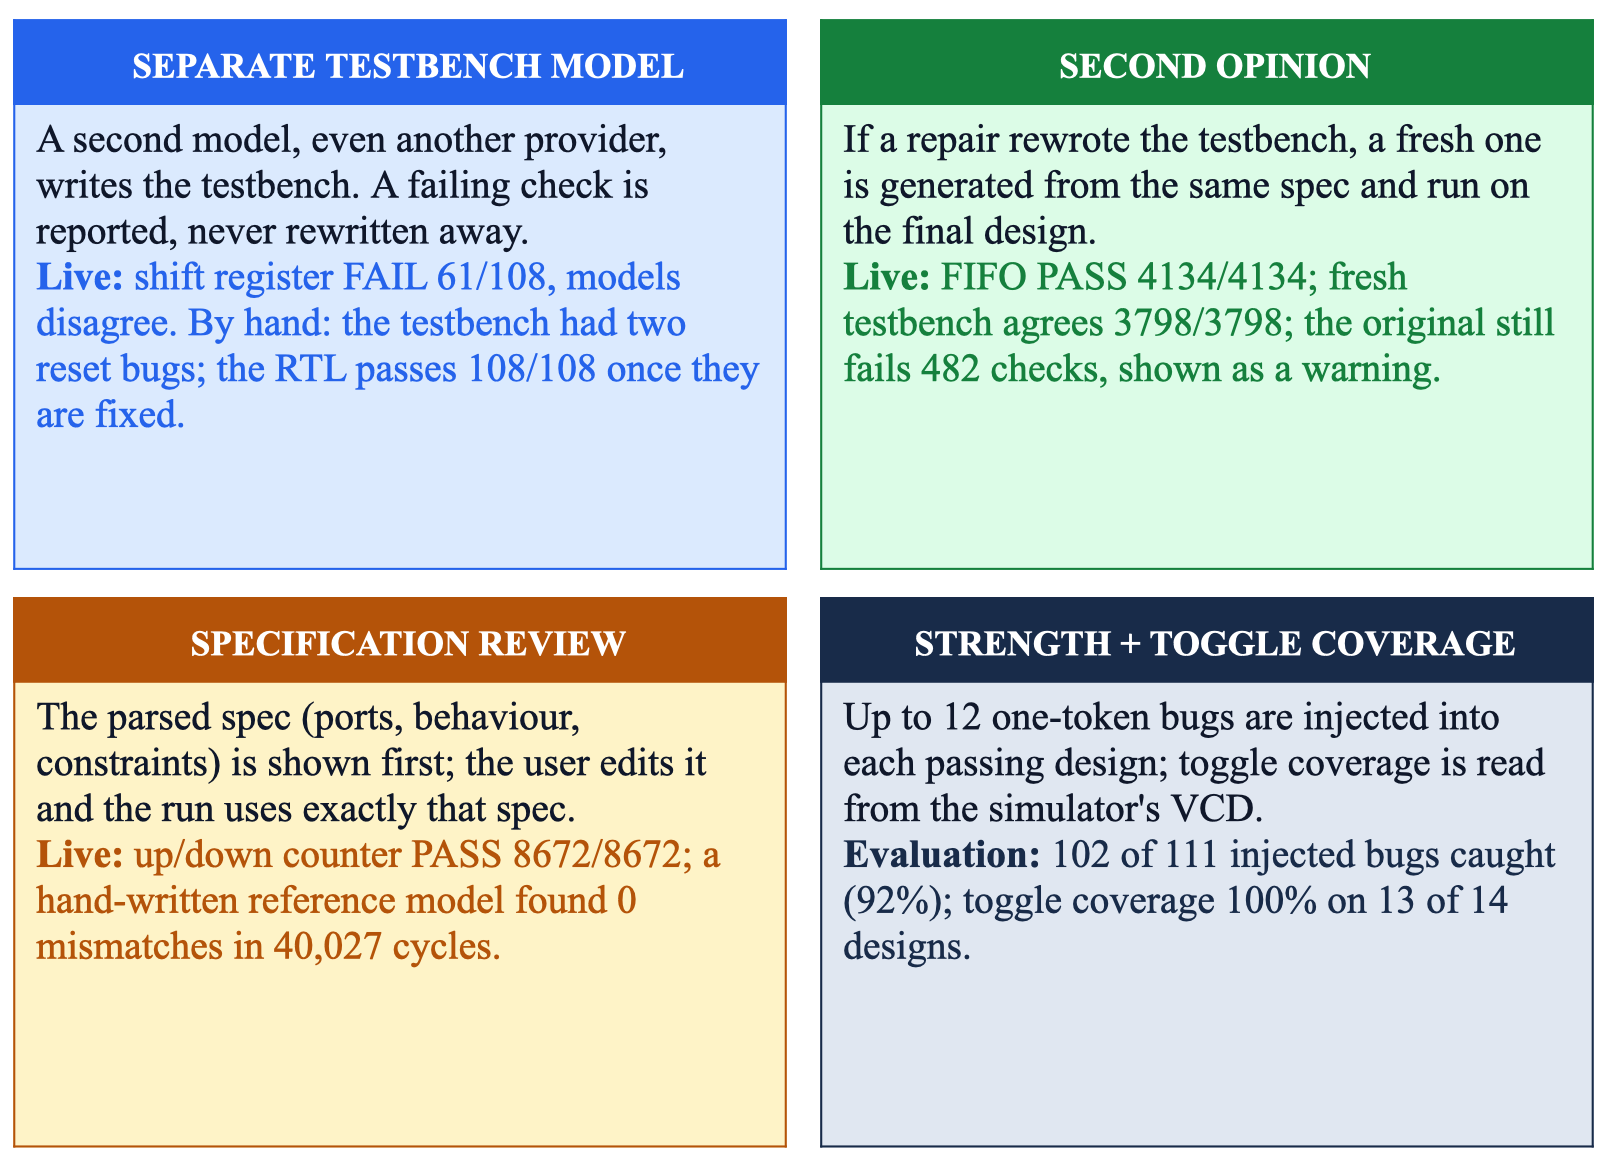 SEPARATE TESTBENCH MODEL
A second model, even another provider,
writes the testbench. A failing check is
reported, never rewritten away.
Live: shift register FAIL 61/108, models
disagree. By hand: the testbench had two
reset bugs; the RTL passes 108/108 once they
are fixed.
SECOND OPINION
If a repair rewrote the testbench, a fresh one
is generated from the same spec and run on
the final design.
Live: FIFO PASS 4134/4134; fresh
testbench agrees 3798/3798; the original still
fails 482 checks, shown as a warning.
SPECIFICATION REVIEW
The parsed spec (ports, behaviour,
constraints) is shown first; the user edits it
and the run uses exactly that spec.
Live: up/down counter PASS 8672/8672; a
hand-written reference model found 0
mismatches in 40,027 cycles.
STRENGTH + TOGGLE COVERAGE
Up to 12 one-token bugs are injected into
each passing design; toggle coverage is read
from the simulator's VCD.
Evaluation: 102 of 111 injected bugs caught
(92%); toggle coverage 100% on 13 of 14
designs.